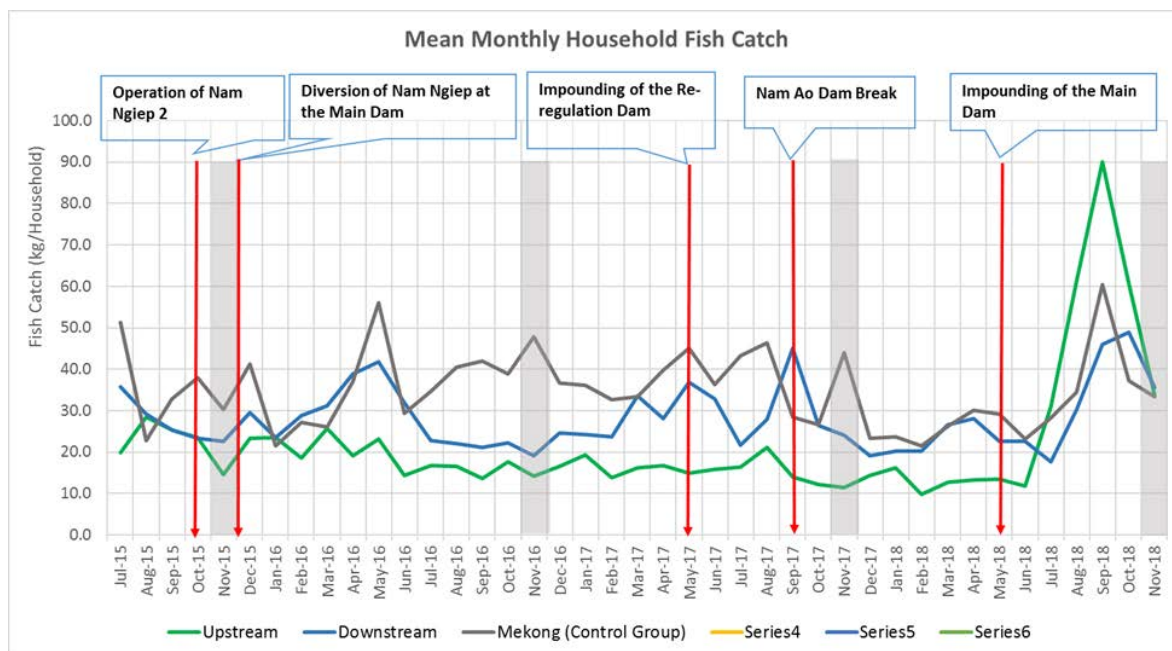 Mean Monthly Household Fish Catch
Operation of Nam
Ngiep 2
Diversion of Nam Ngiep at
the Main Dam
Impounding of the Re-
regulation Dam
Nam Ao Dam Break
Impounding of the Main
Dam
Fish Catch (kg/Household)
100.0
90.0
80.0
70.0
60.0
50.0
40.0
30.0
20.0
10.0
0.0
Jul-15
Aug-15
Sep-15
Oct-15
Nov-15
Dec-15
Jan-16
Feb-16
Mar-16
Apr-16
May-16
Jun-16
Jul-16
Aug-16
Sep-16
Oct-16
Nov-16
Dec-16
Jan-17
Feb-17
Mar-17
Apr-17
May-17
Jun-17
Jul-17
Aug-17
Sep-17
Oct-17
Nov-17
Dec-17
Jan-18
Feb-18
Mar-18
Apr-18
May-18
Jun-18
Jul-18
Aug-18
Sep-18
Oct-18
Nov-18
Upstream
Downstream
Mekong (Control Group)
Series4
Series5
Series6